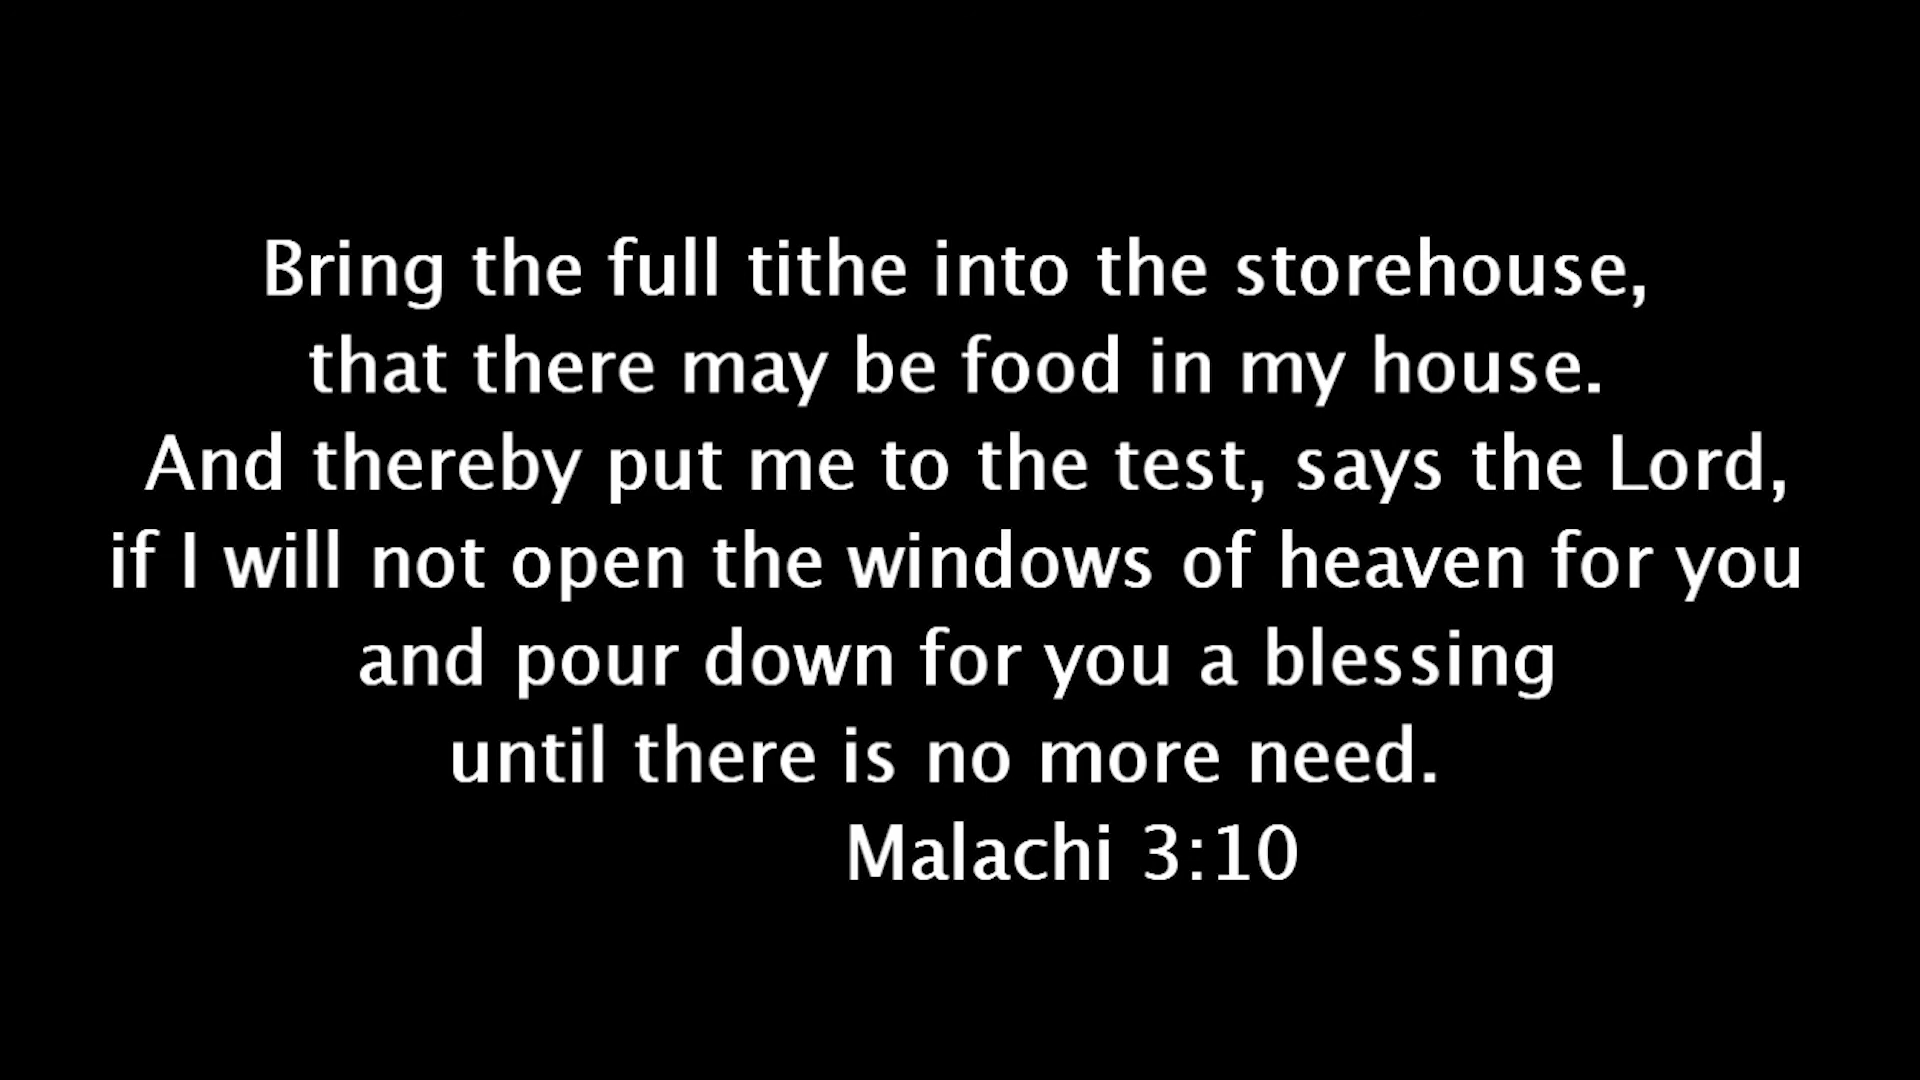 Bring the full tithe into the storehouse,
that there may be food in my house.
And thereby put me to the test, says the Lord,
if I will not open the windows of heaven for you
and pour down for you a blessing
until there is no more need.
Malachi 3:10